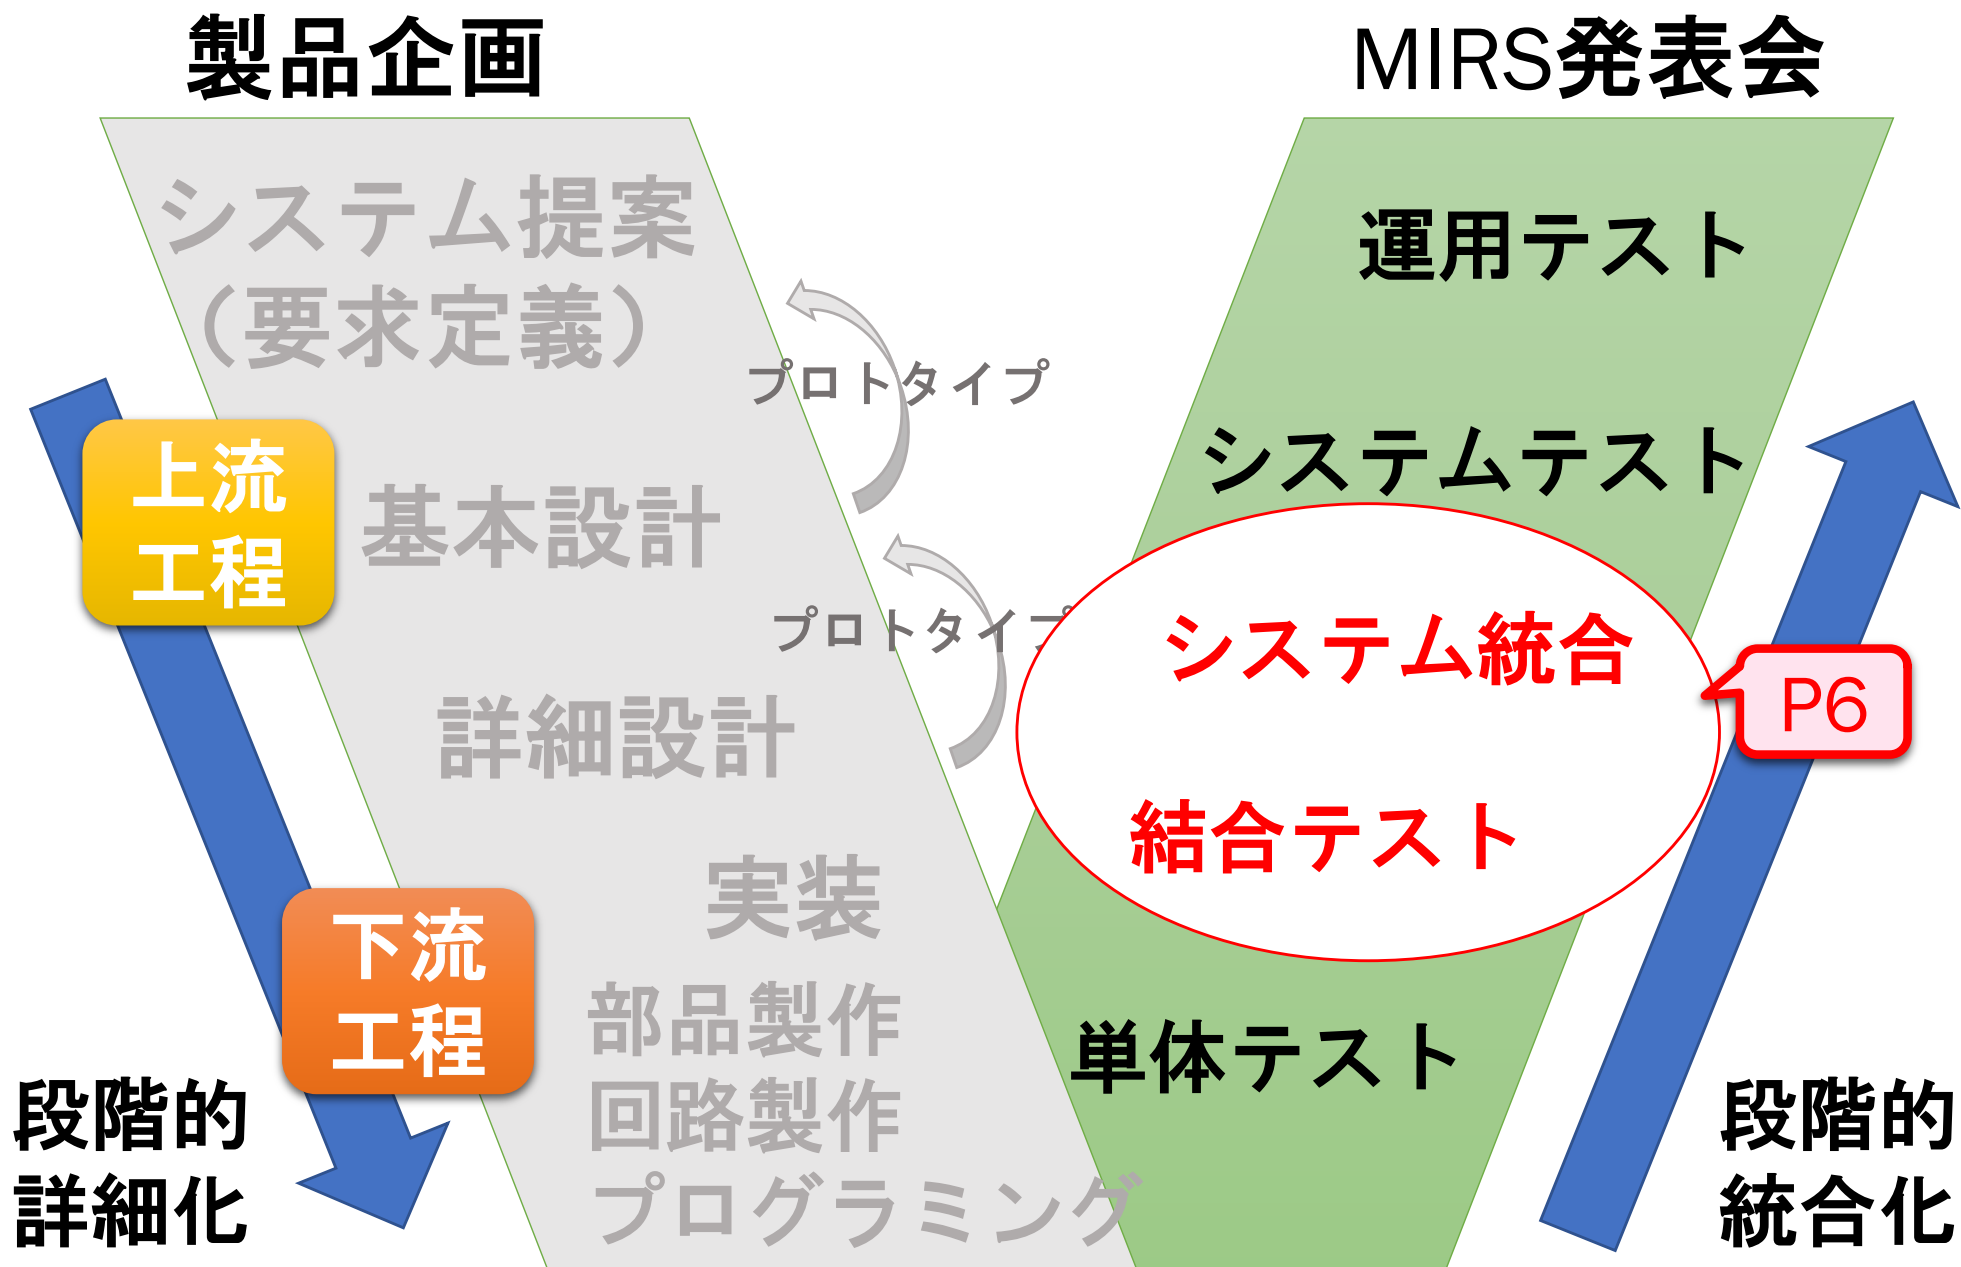 製品企画
システム提案
（要求定義）
プロトタイプ
上流
工程
基本設計
プロトタイプ
詳細設計
実装
下流
工程
部品製作
回路製作
プログラミング
段階的
詳細化
MIRS発表会
運用テスト
システムテスト
システム統合
P6
結合テスト
単体テスト
段階的
統合化